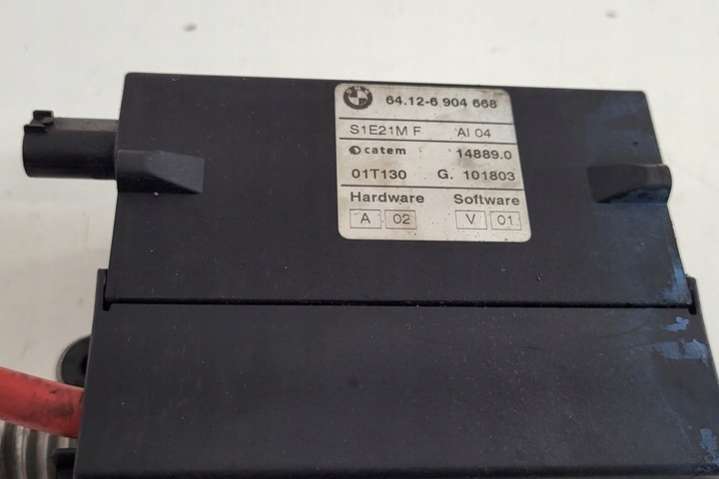 64.12-6 904 668
S1E21M F AI 04
catem 14889.0
01T130 G. 101803
Hardware Software
A 02 V 01